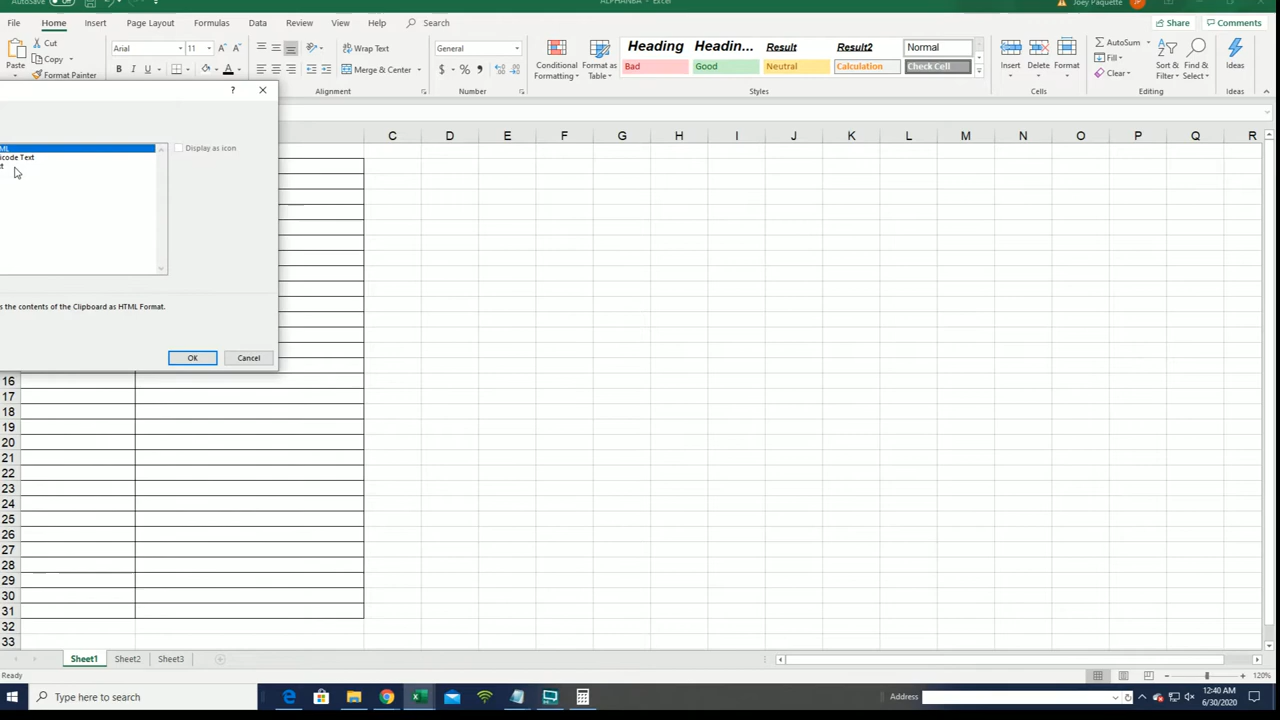 AutoSave
ALPHANBA - Excel
Joey Paquette
JP
File Home Insert Page Layout Formulas Data Review View Help Search
Share Comments
Paste
Cut
Copy
Format Painter
Arial 11
B I U
Wrap Text
Merge & Center
Alignment
General
$ % ,
Number
Conditional Formatting
Format as Table
Heading Headin... Result Result2 Normal
Bad Good Neutral Calculation Check Cell
Styles
Insert Delete Format
Cells
AutoSum
Fill
Clear
Sort & Filter
Find & Select
Editing
Ideas
?
C D E F G H I J K L M N O P Q R
icode Text
Display as icon
s the contents of the Clipboard as HTML Format.
OK Cancel
16
17
18
19
20
21
22
23
24
25
26
27
28
29
30
31
32
33
Sheet1 Sheet2 Sheet3
Ready
120%
Type here to search
Address
12:40 AM
6/30/2020